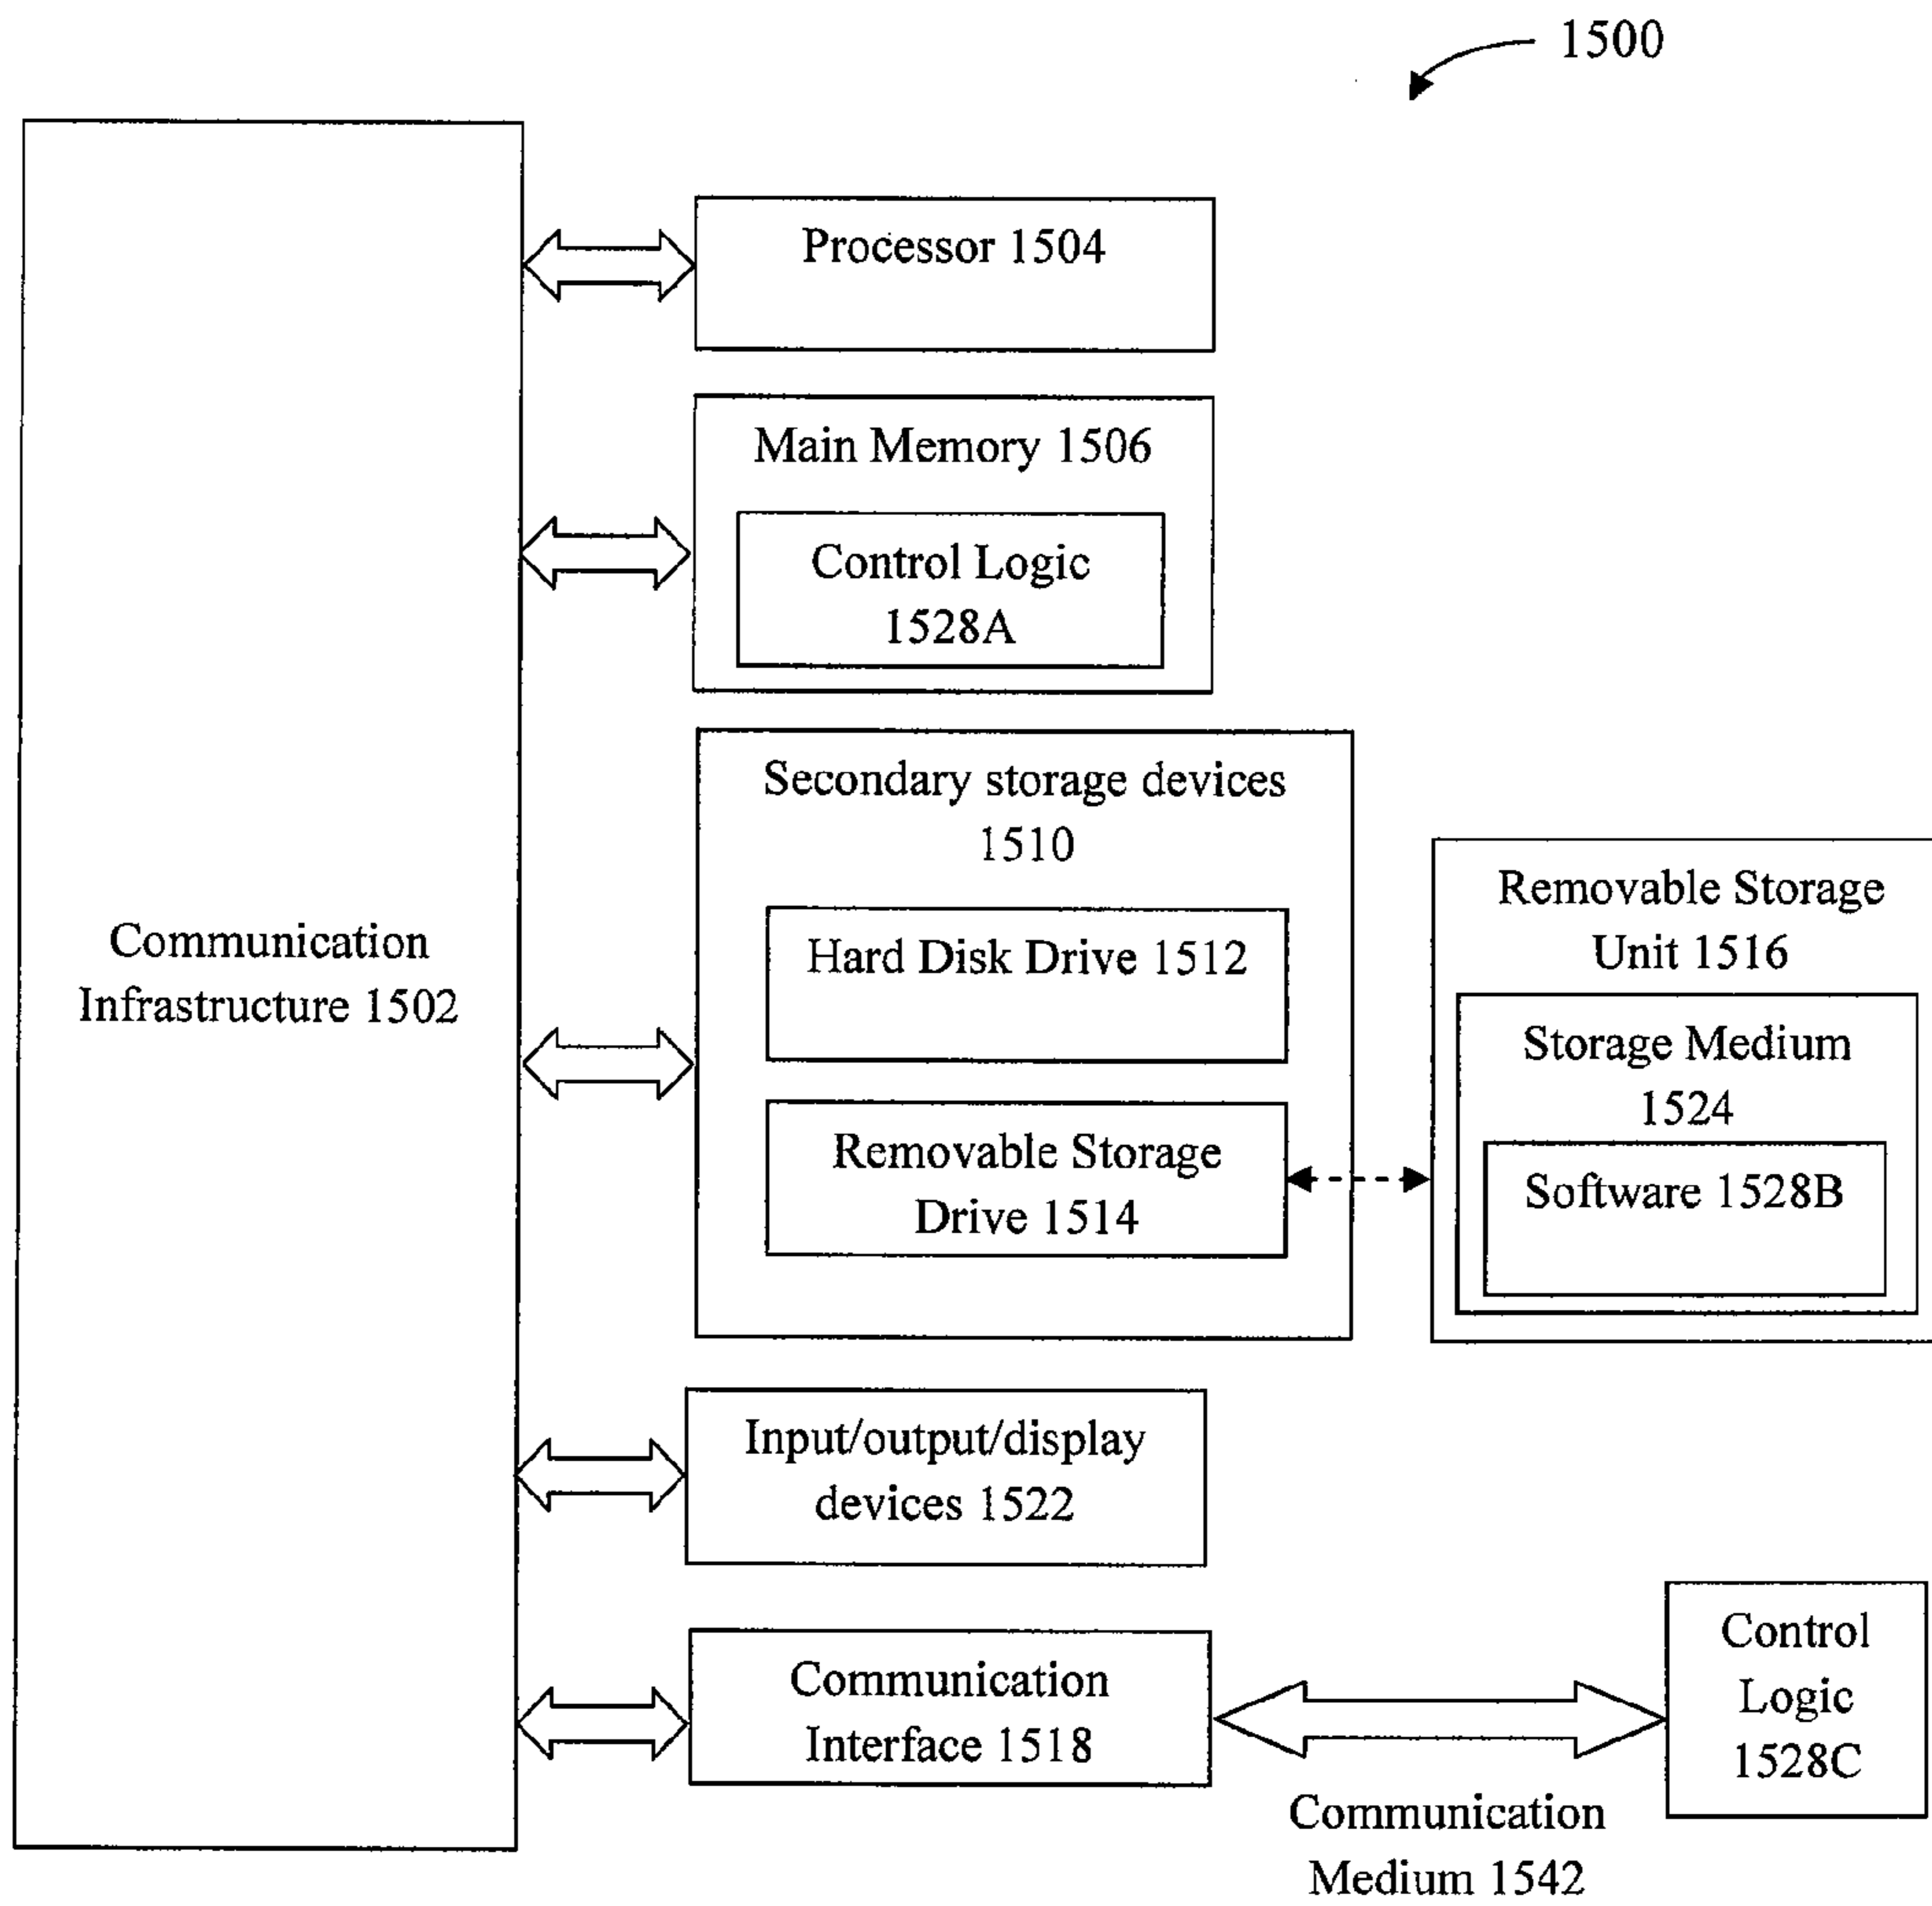 1500
Processor 1504
Main Memory 1506
Control Logic
1528A
Secondary storage devices
1510
Hard Disk Drive 1512
Removable Storage
Drive 1514
Removable Storage
Unit 1516
Storage Medium
1524
Software 1528B
Communication
Infrastructure 1502
Input/output/display
devices 1522
Communication
Interface 1518
Control
Logic
1528C
Communication
Medium 1542